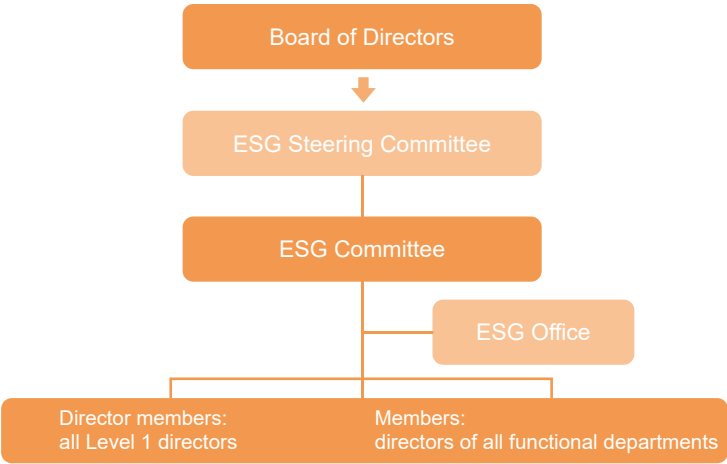 Board of Directors
ESG Steering Committee
ESG Committee
ESG Office
Director members:
all Level 1 directors
Members:
directors of all functional departments